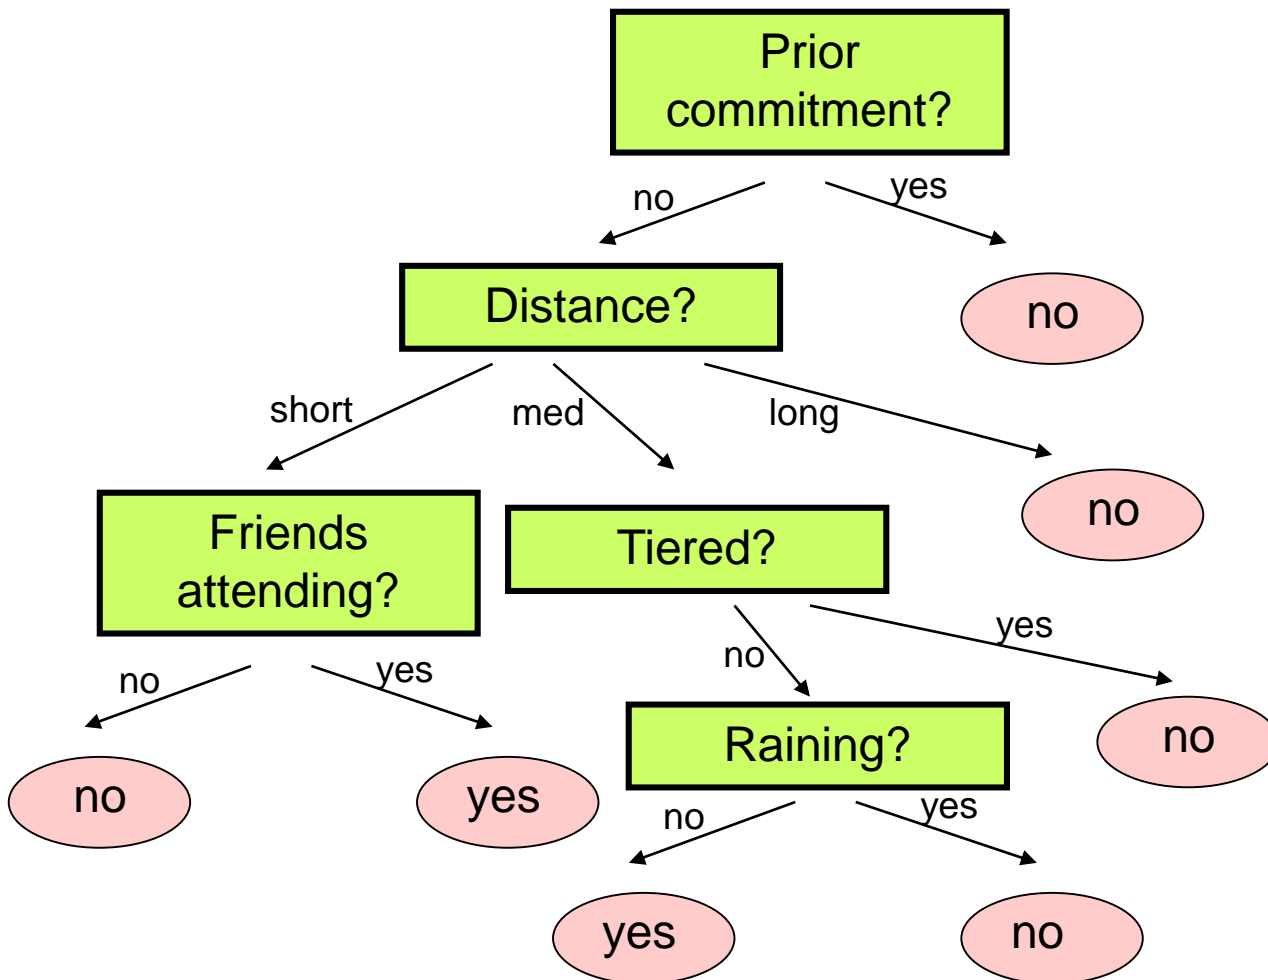 Prior
commitment?
no
yes
Distance?
no
short
med
long
no
Friends
attending?
Tiered?
no
yes
no
yes
no
yes
Raining?
no
no
yes
no
yes
yes
no